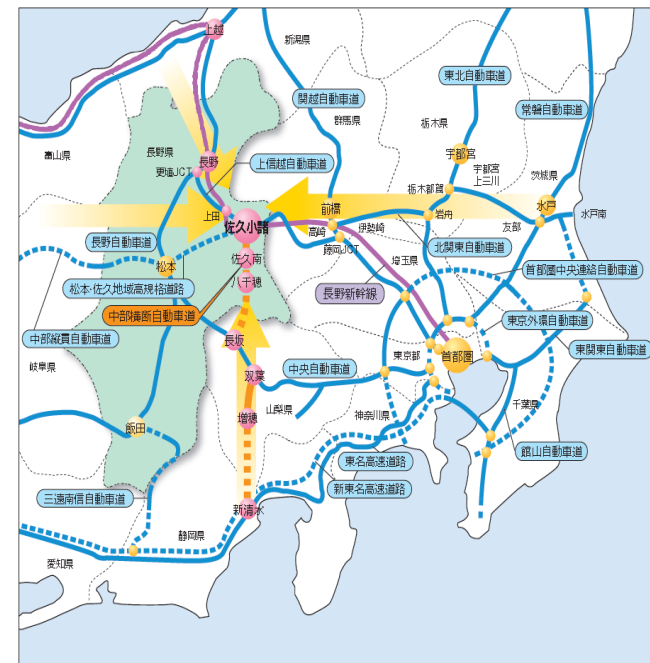 上越
新潟県
東北自動車道
関越自動車道
群馬県
栃木県
常磐自動車道
富山県
長野県
長野
更埴JCT
上信越自動車道
宇都宮
宇都宮
上三川
茨城県
栃木都賀
上田
佐久小諸
前橋
高崎
伊勢崎
岩舟
友部
水戸
水戸南
長野自動車道
藤岡JCT
北関東自動車道
佐久南
松本
埼玉県
首都圏中央連絡自動車道
八千穂
松本・佐久地域高規格道路
長野新幹線
中部横断自動車道
東京外環自動車道
中部縦貫自動車道
長坂
中央自動車道
東京都
首都圏
東関東自動車道
岐阜県
双葉
山梨県
神奈川県
千葉県
増穂
飯田
館山自動車道
東名高速道路
新東名高速道路
三遠南信自動車道
新清水
静岡県
愛知県